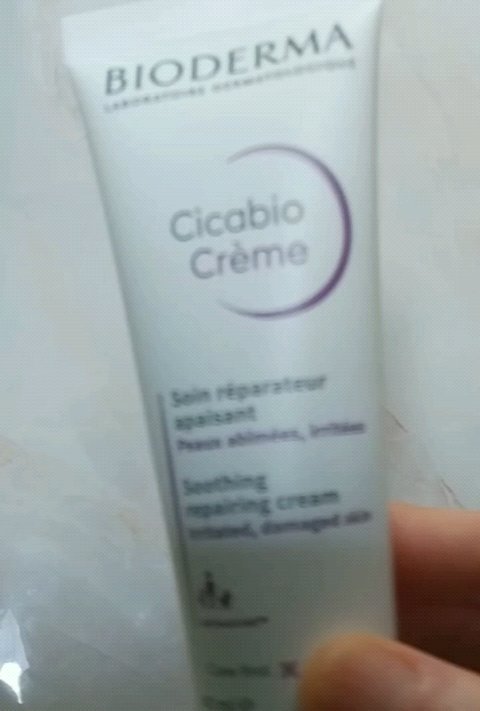 BIODERMA
LABORATOIRE DERMATOLOGIQUE
Cicabio
Crème
Soin réparateur
apaisant
Peaux abîmées, irritées
Soothing
repairing cream
Irritated, damaged skin